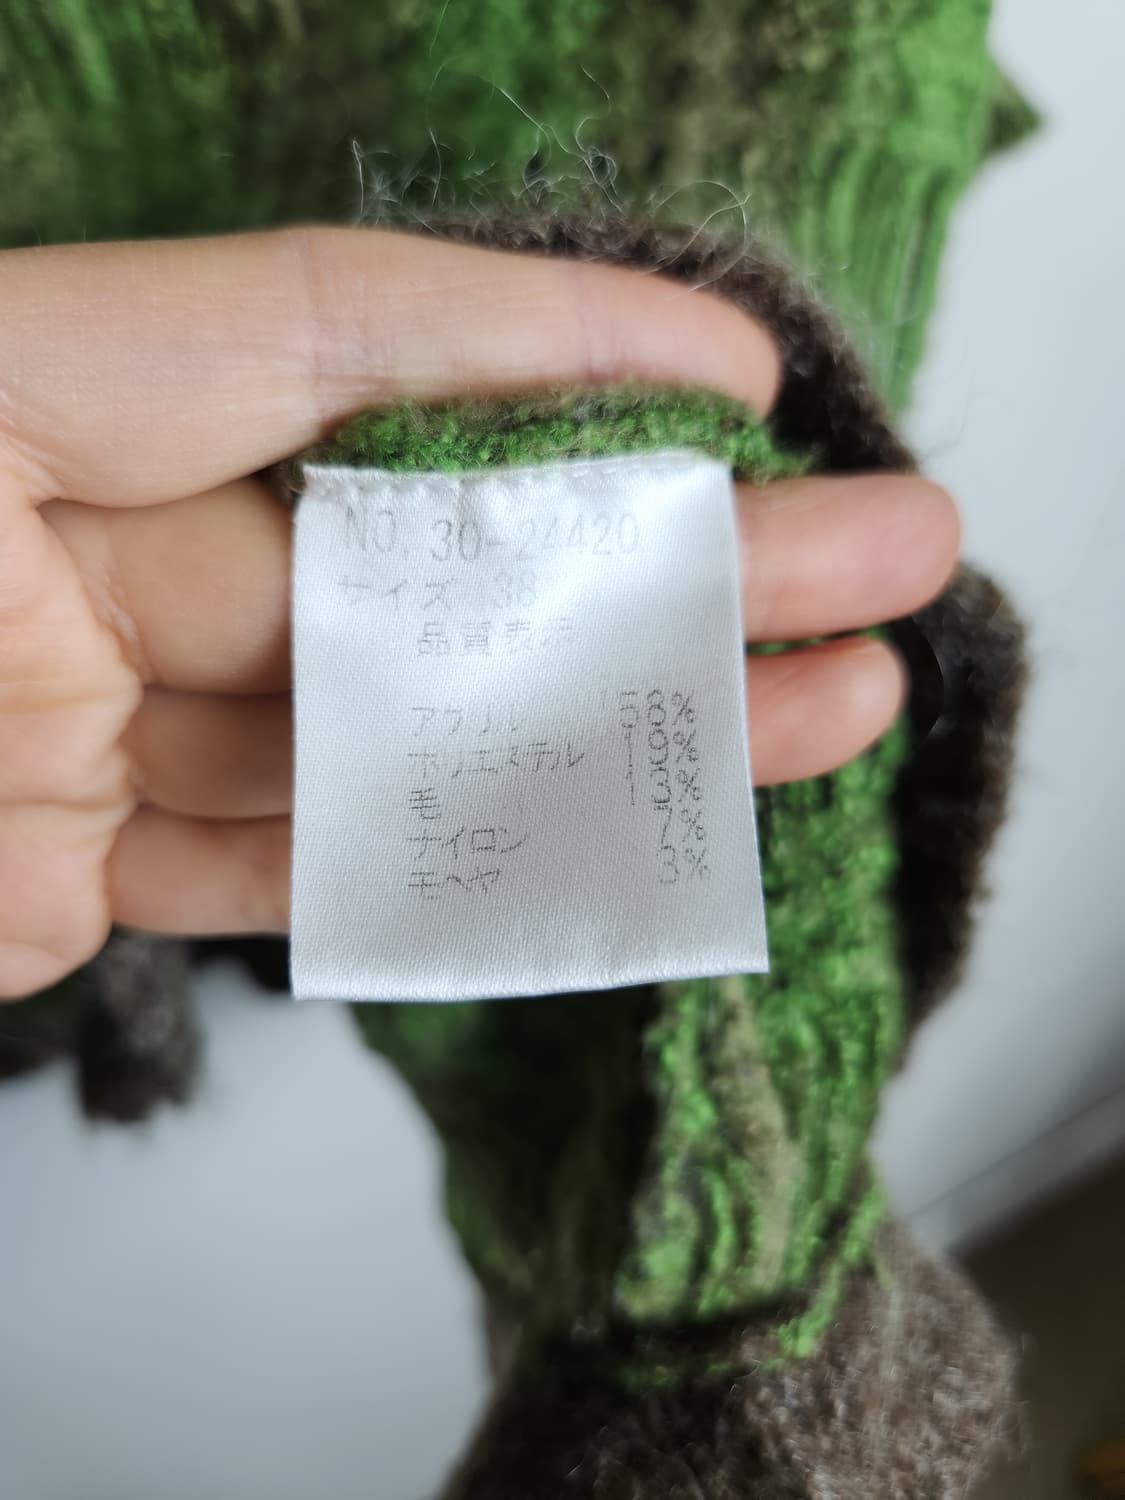 NO. 30-24420
サイズ 38
品質表示
アクリル 58%
ポリエステル 19%
毛 13%
ナイロン 7%
モヘヤ 3%